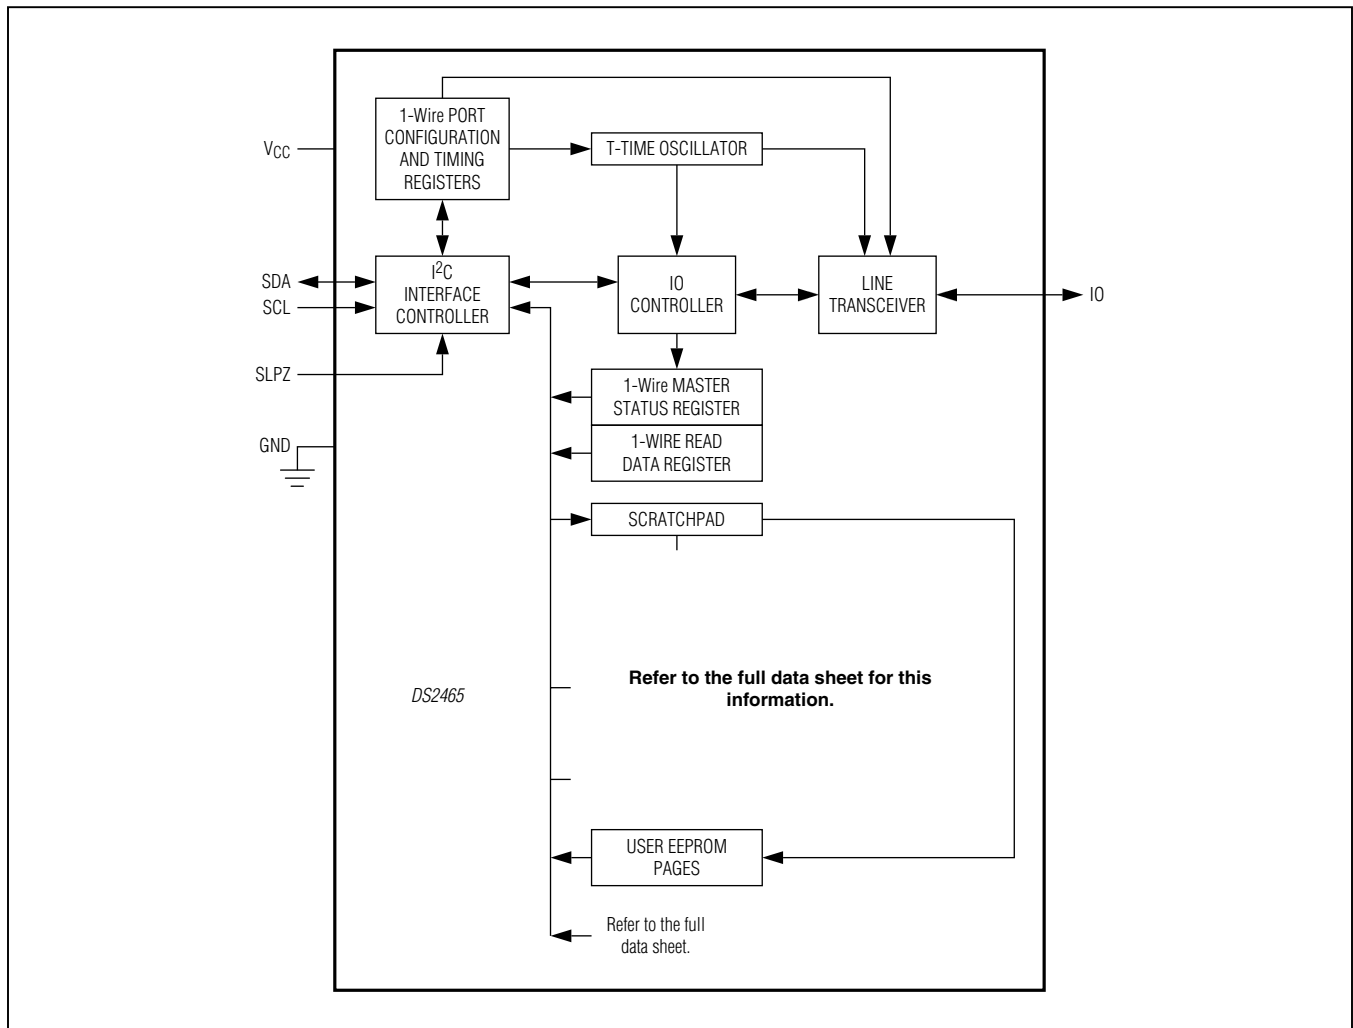 1-Wire PORT
CONFIGURATION
AND TIMING
REGISTERS
VCC
T-TIME OSCILLATOR
SDA
SCL
I2C
INTERFACE
CONTROLLER
IO
CONTROLLER
LINE
TRANSCEIVER
IO
SLPZ
1-Wire MASTER
STATUS REGISTER
GND
1-WIRE READ
DATA REGISTER
SCRATCHPAD
DS2465
Refer to the full data sheet for this
information.
USER EEPROM
PAGES
Refer to the full
data sheet.